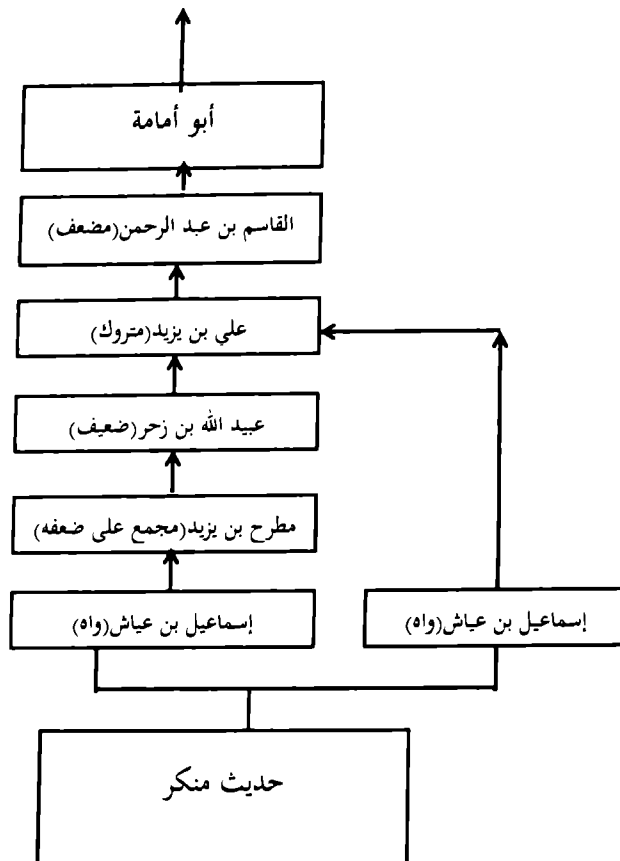 أبو أمامة
القاسم بن عبد الرحمن(مضعف)
علي بن يزيد(متروك)
عبيد الله بن زحر(ضعيف)
مطرح بن يزيد(مجمع على ضعفه)
إسماعيل بن عياش(واه)
إسماعيل بن عياش(واه)
حديث منكر